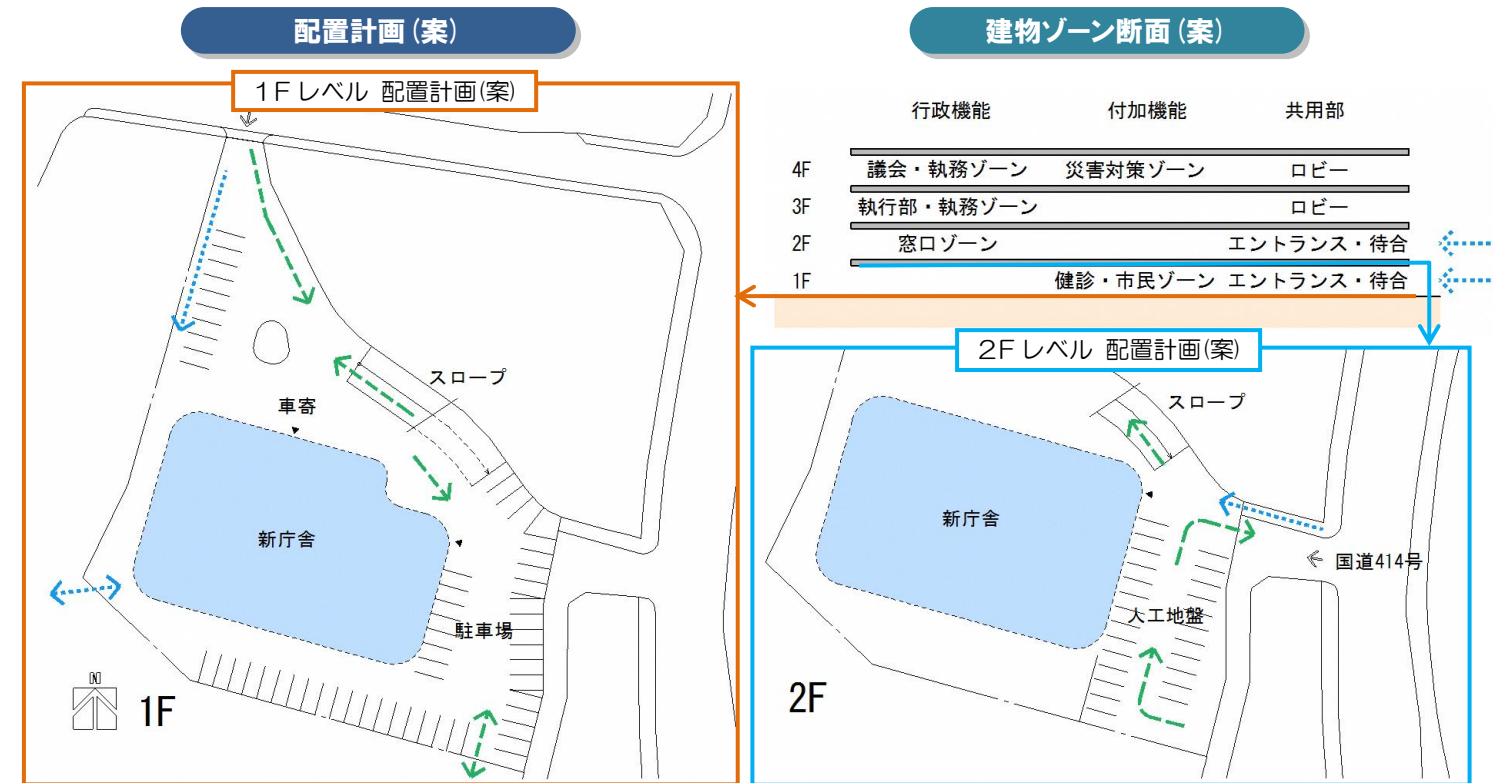 配置計画(案)
建物ゾーン断面(案)
1Fレベル 配置計画(案)
スロープ
車寄
新庁舎
駐車場
N
1F
行政機能 付加機能 共用部
4F 議会・執務ゾーン 災害対策ゾーン ロビー
3F 執行部・執務ゾーン ロビー
2F 窓口ゾーン エントランス・待合
1F 健診・市民ゾーン エントランス・待合
2Fレベル 配置計画(案)
スロープ
新庁舎
国道414号
人工地盤
2F